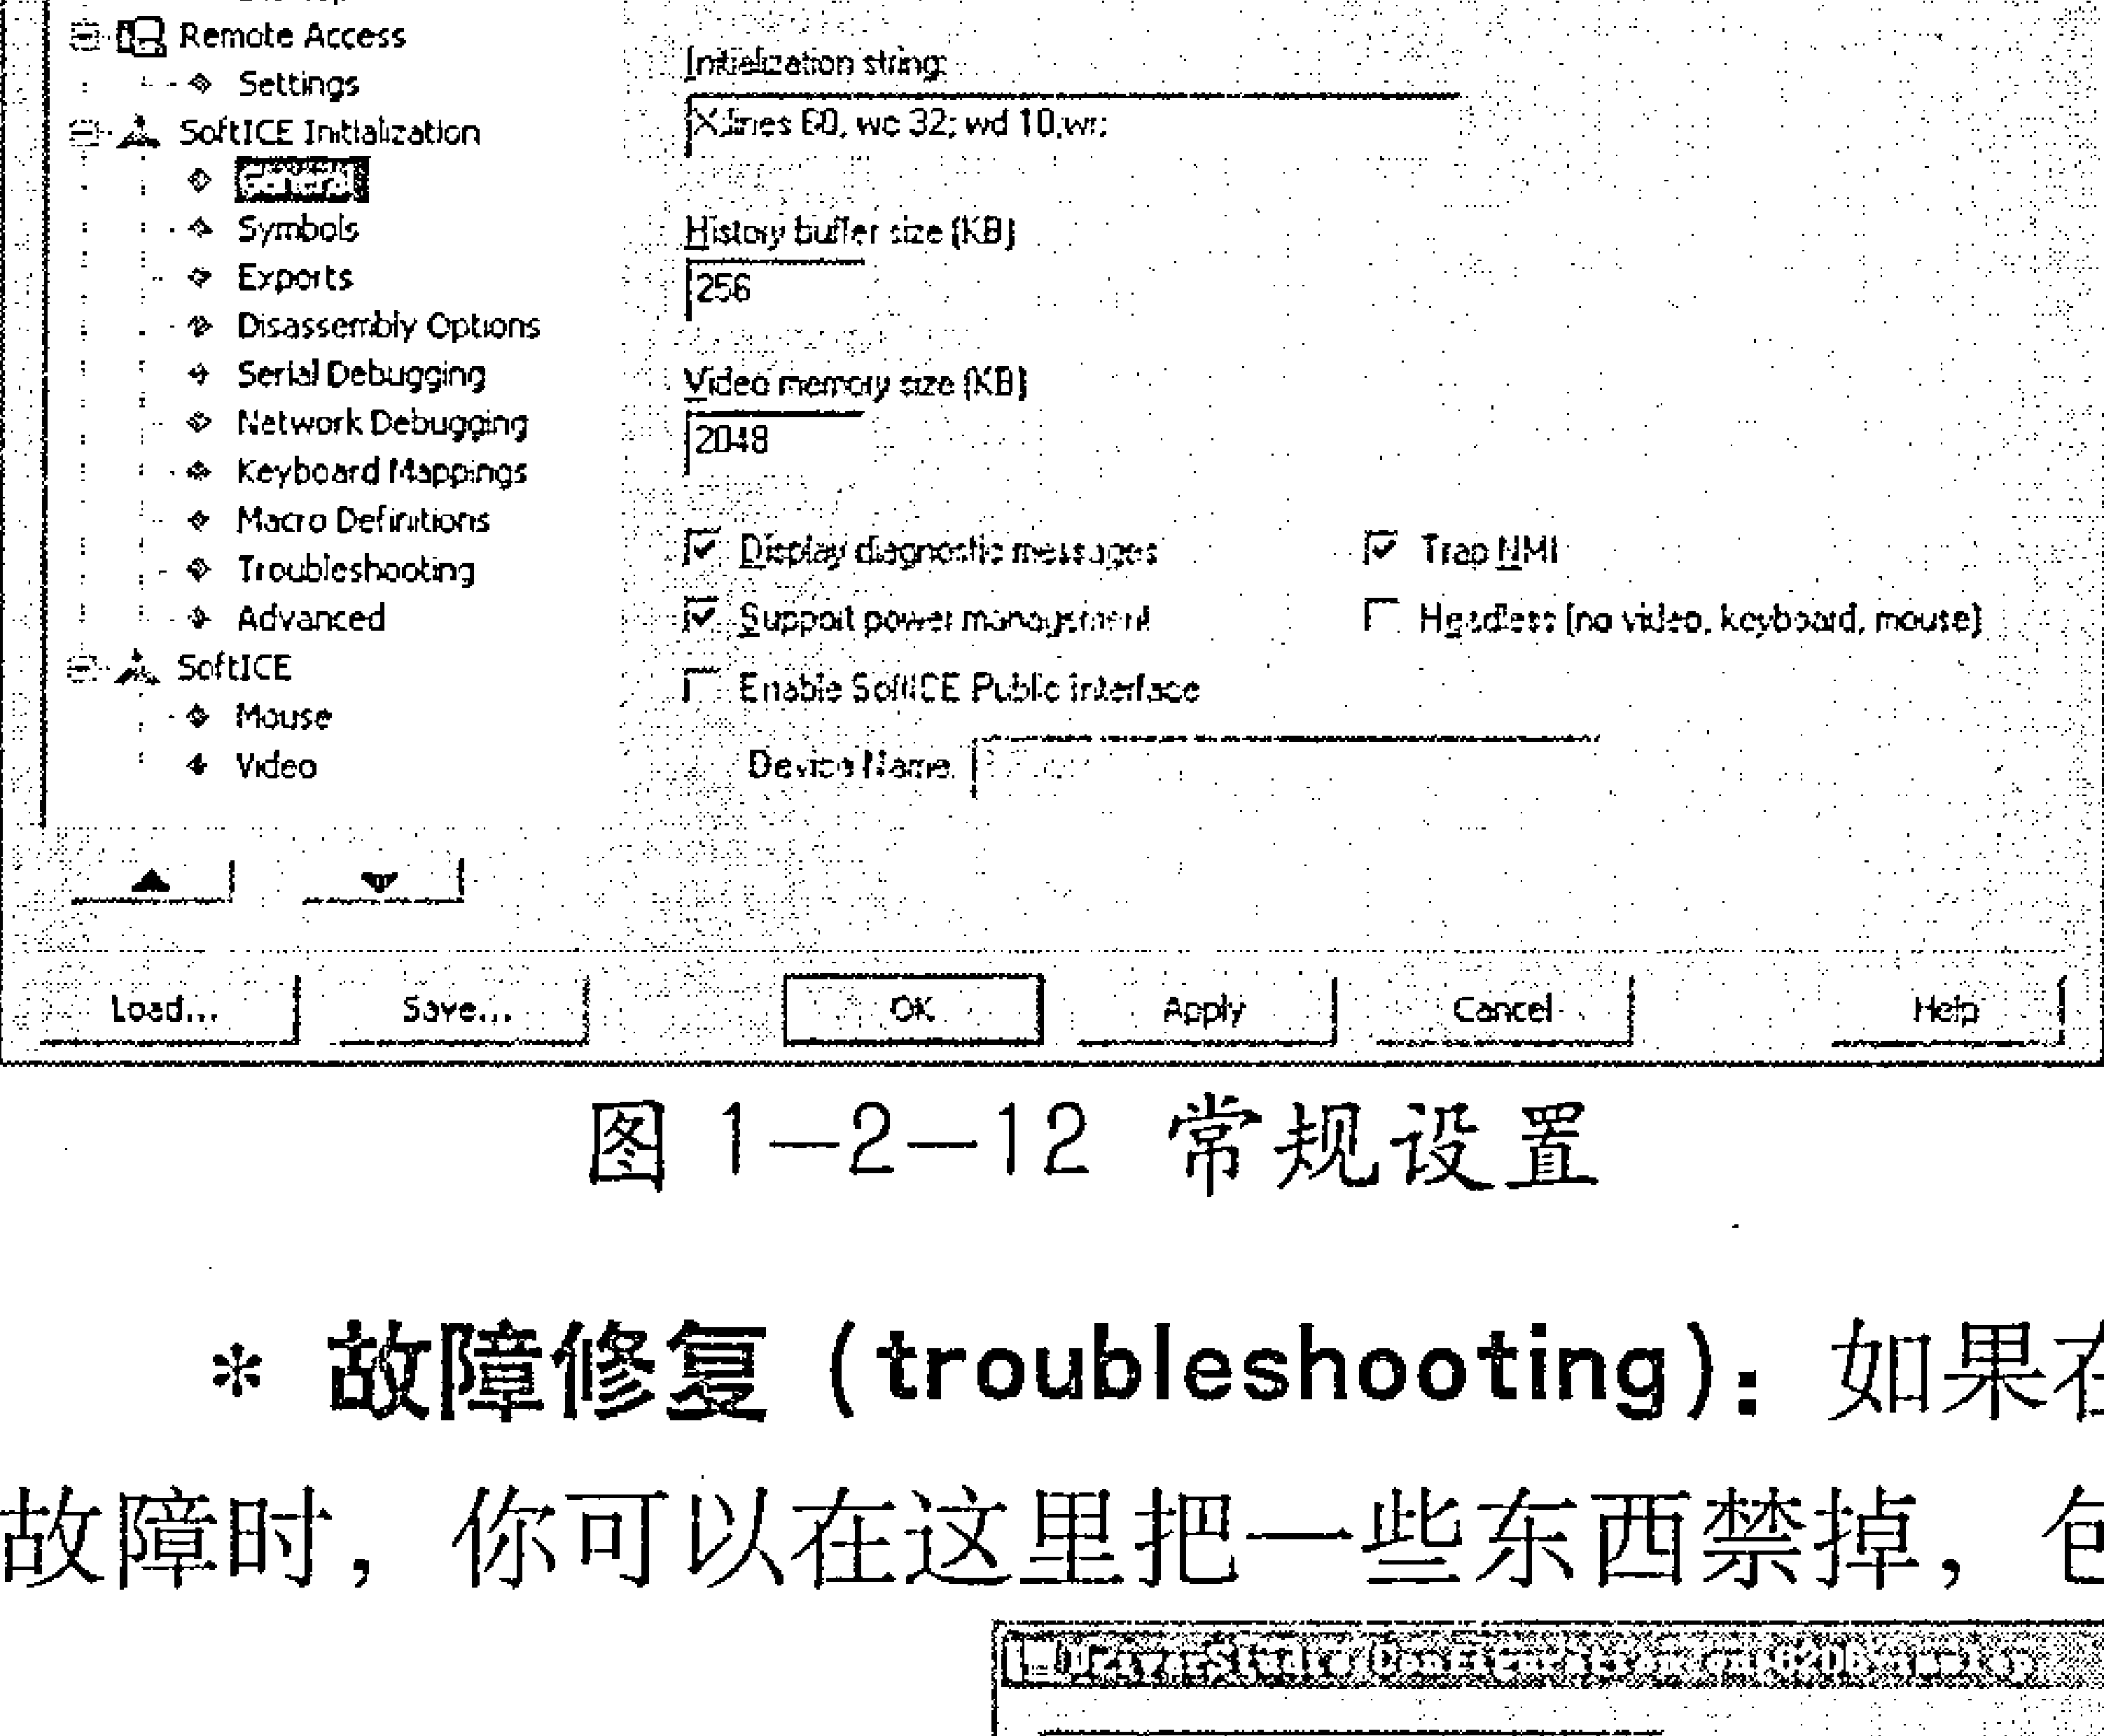 Remote Access
Settings
SoftICE Initialization
General
Symbols
Exports
Disassembly Options
Serial Debugging
Network Debugging
Keyboard Mappings
Macro Definitions
Troubleshooting
Advanced
SoftICE
Mouse
Video
Initialization string:
X;lines 60; wc 32; wd 10;wr;
History buffer size (KB)
256
Video memory size (KB)
2048
Display diagnostic messages
Trap NMI
Support power management
Headless (no video, keyboard, mouse)
Enable SoftICE Public interface
Device Name
Load...
Save...
OK
Apply
Cancel
Help
图 1-2-12 常规设置
* 故障修复 (troubleshooting)：如果在
故障时，你可以在这里把一些东西禁掉，
DriverStudio Configuration